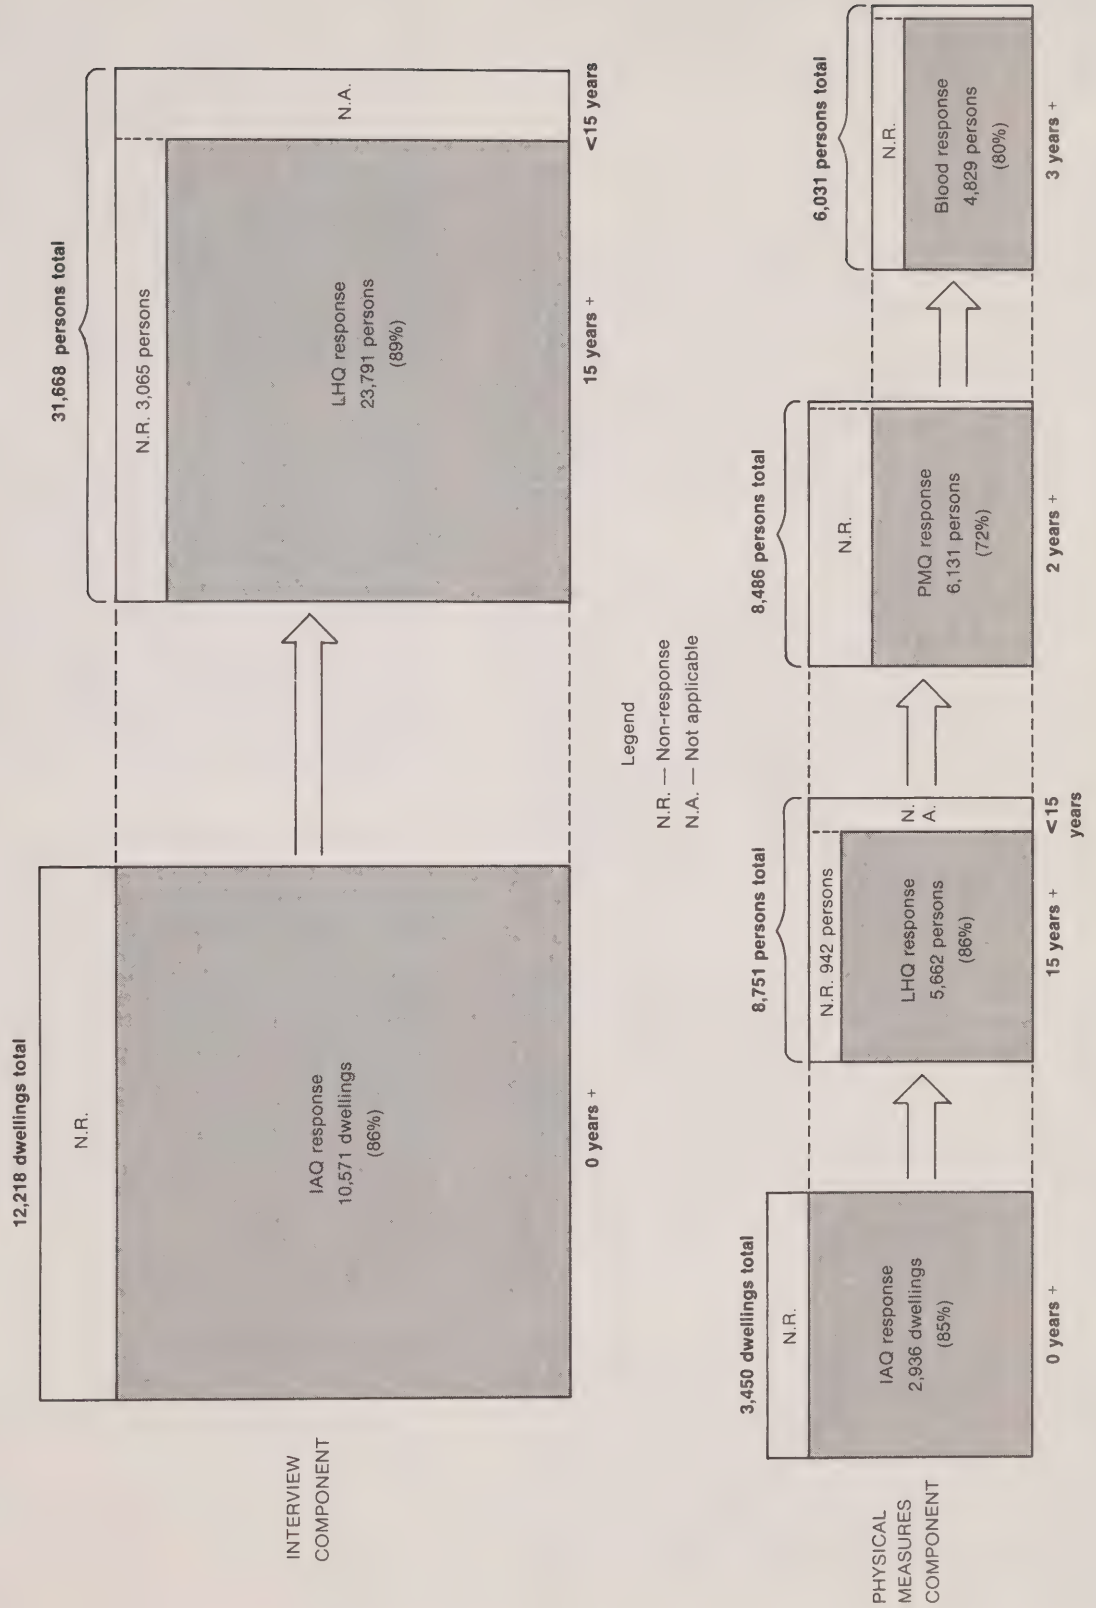 INTERVIEW
COMPONENT
12,218 dwellings total
N.R.
IAQ response
10,571 dwellings
(86%)
0 years +
31,668 persons total
N.R. 3,065 persons
N.A.
LHQ response
23,791 persons
(89%)
15 years +
<15 years
Legend
N.R. — Non-response
N.A. — Not applicable
PHYSICAL
MEASURES
COMPONENT
3,450 dwellings total
N.R.
IAQ response
2,936 dwellings
(85%)
0 years +
8,751 persons total
N.R. 942 persons
N.
A.
LHQ response
5,662 persons
(86%)
15 years +
<15
years
8,486 persons total
N.R.
PMQ response
6,131 persons
(72%)
2 years +
6,031 persons total
N.R.
Blood response
4,829 persons
(80%)
3 years +